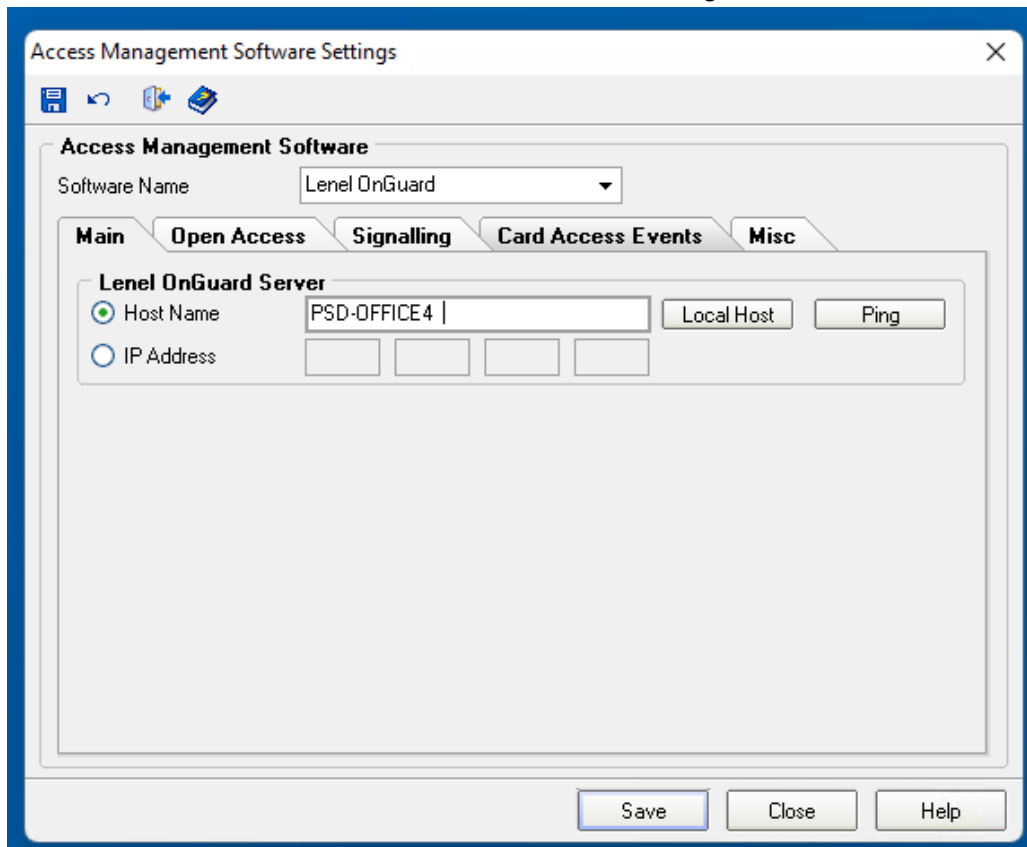 Access Management Software Settings
Access Management Software
Software Name Lenel OnGuard
Main Open Access Signalling Card Access Events Misc
Lenel OnGuard Server
Host Name PSD-OFFICE4 Local Host Ping
IP Address
Save Close Help